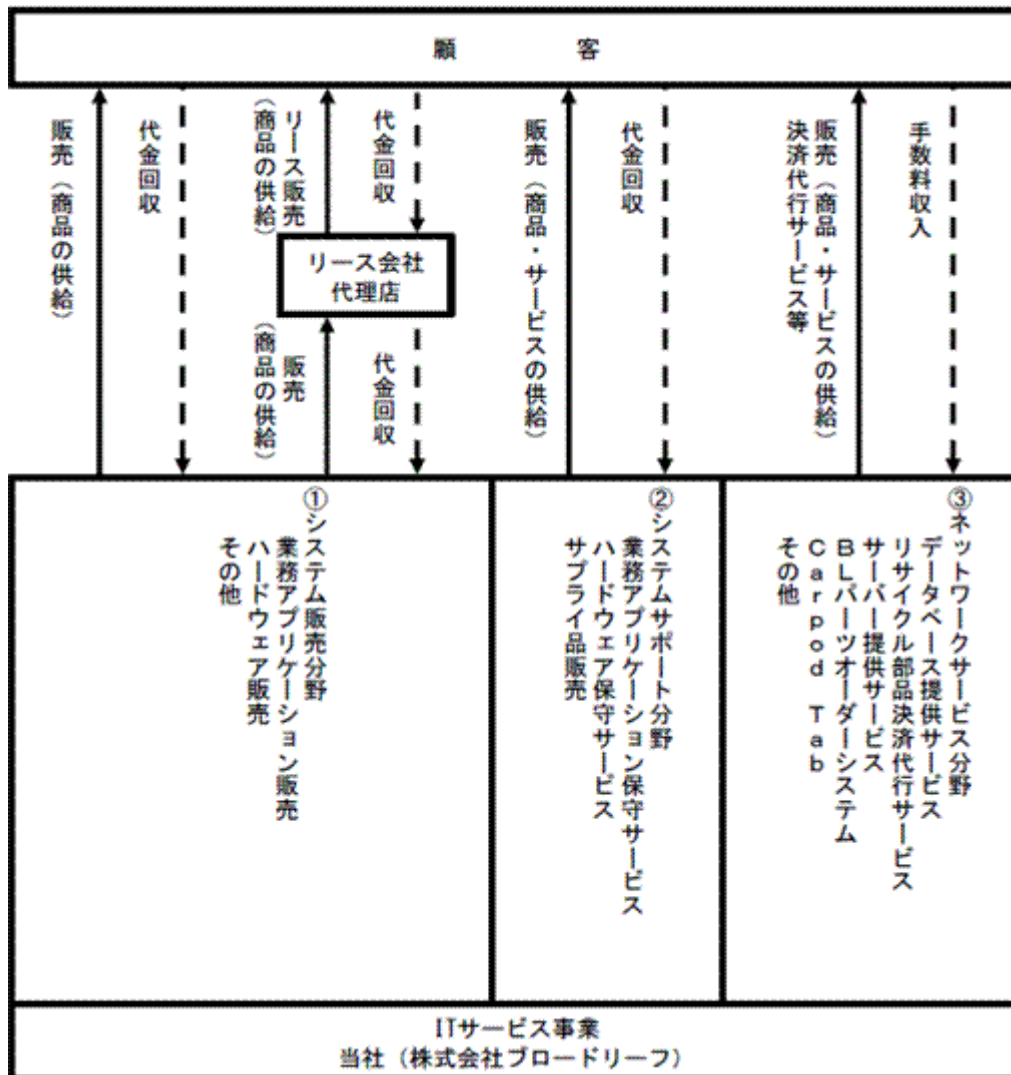 顧客
販売（商品の供給）
代金回収
リース販売
（商品の供給）
代金回収
リース会社
代理店
販売
（商品の供給）
代金回収
販売（商品・サービスの供給）
代金回収
販売（商品・サービスの供給）
決済代行サービス等
手数料収入
①システム販売分野
業務アプリケーション販売
ハードウェア販売
その他
②システムサポート分野
業務アプリケーション保守サービス
ハードウェア保守サービス
サプライ品販売
③ネットワークサービス分野
データベース提供サービス
リサイクル部品決済代行サービス
サーバー提供サービス
ＢＬパーツオーダーシステム
Ｃａｒｐｏｄ　Ｔａｂ
その他
ITサービス事業
当社（株式会社ブロードリーフ）